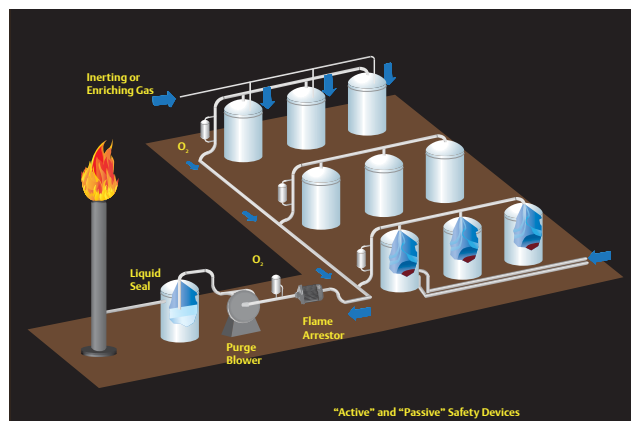 Inerting or
Enriching Gas
O₂
O₂
Liquid
Seal
Flame
Arrestor
Purge
Blower
“Active” and “Passive” Safety Devices